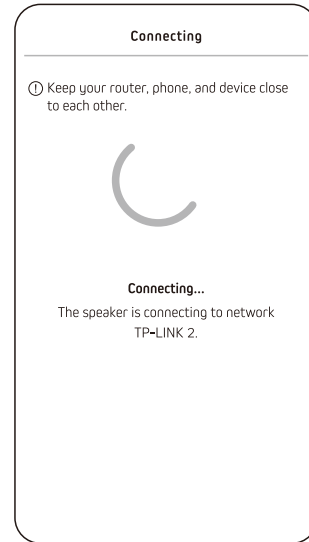 Connecting
Keep your router, phone, and device close
to each other.
Connecting...
The speaker is connecting to network
TP-LINK 2.